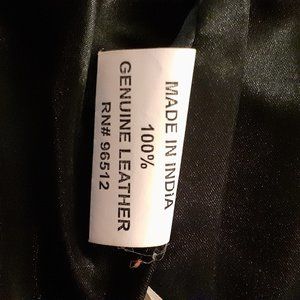 MADE IN INDIA
100%
GENUINE LEATHER
RN# 96512